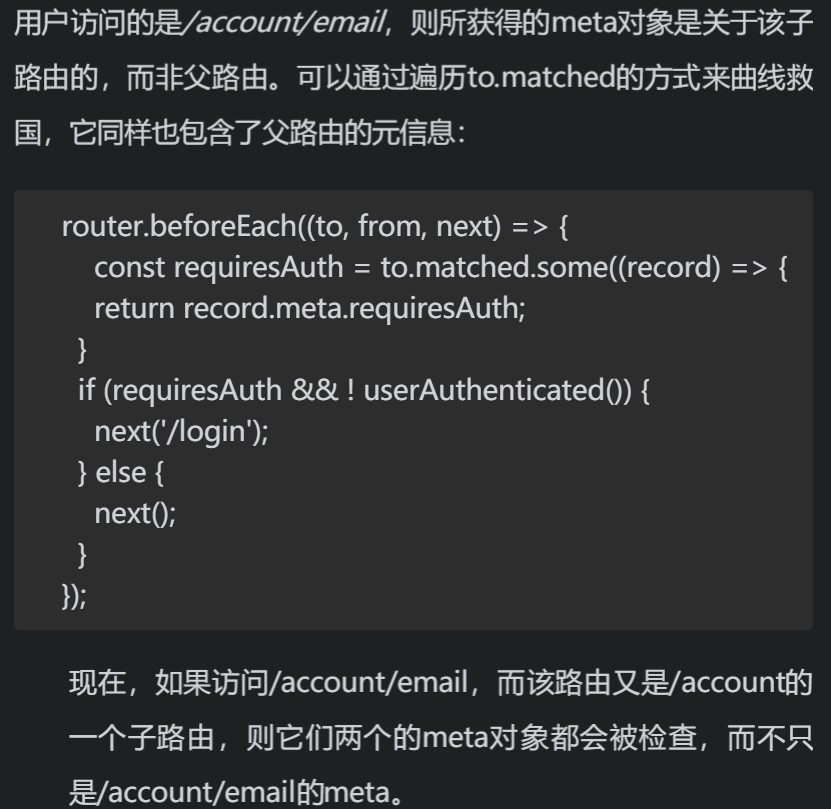 用户访问的是/account/email，则所获得的meta对象是关于该子
路由的，而非父路由。可以通过遍历to.matched的方式来曲线救
国，它同样也包含了父路由的元信息：
router.beforeEach((to, from, next) => {
const requiresAuth = to.matched.some((record) => {
return record.meta.requiresAuth;
}
if (requiresAuth && ! userAuthenticated()) {
next('/login');
} else {
next();
}
});
现在，如果访问/account/email，而该路由又是/account的
一个子路由，则它们两个的meta对象都会被检查，而不只
是/account/email的meta。